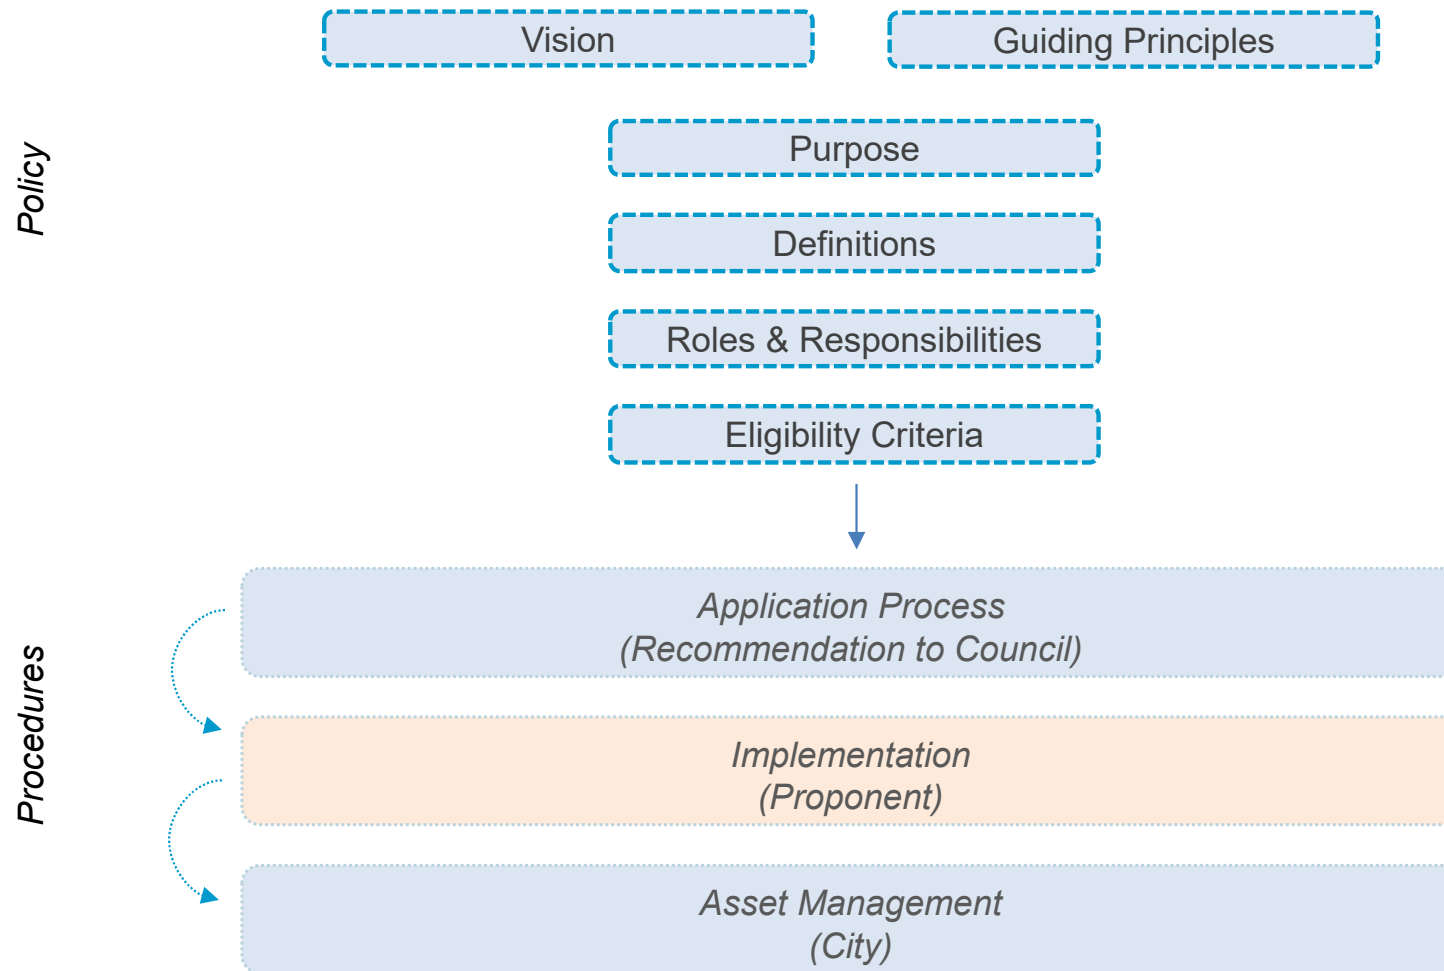 Vision
Guiding Principles
Policy
Purpose
Definitions
Roles & Responsibilities
Eligibility Criteria
Procedures
Application Process
(Recommendation to Council)
Implementation
(Proponent)
Asset Management
(City)